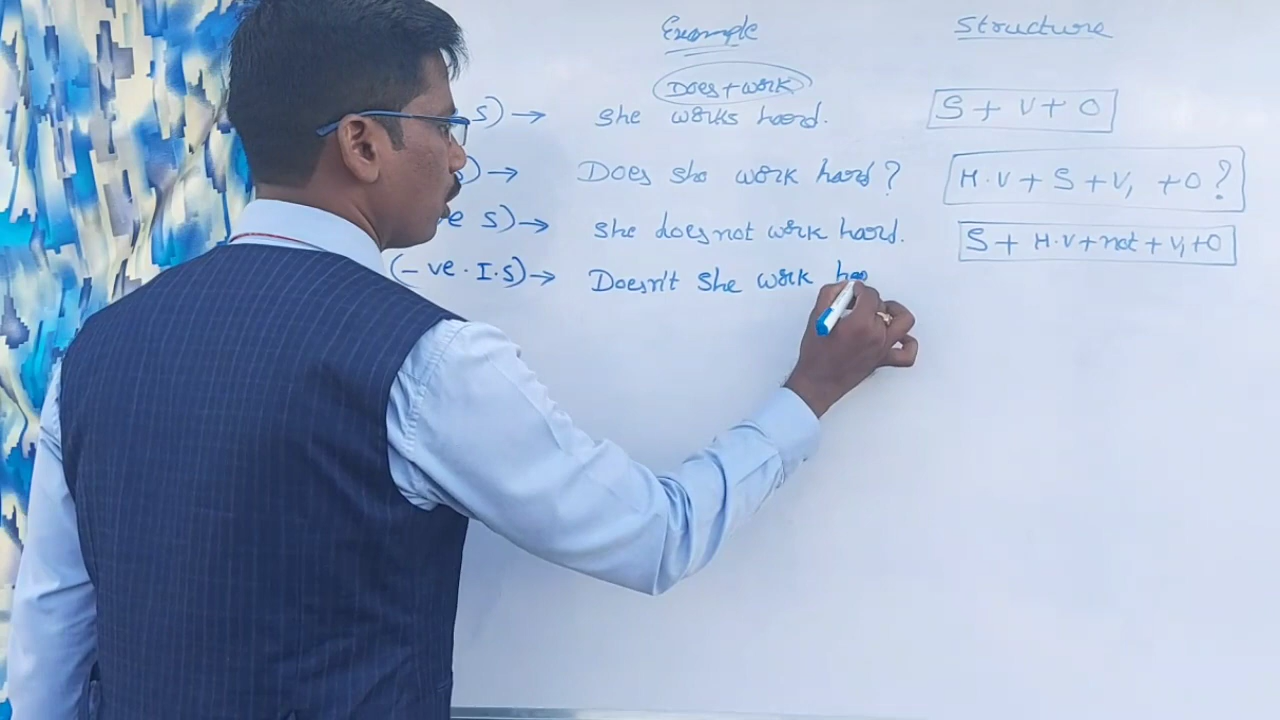 Example Structure
Does + work
S) → She works hard. S + V + O
) → Does she work hard? H.V + S + V1 + O?
ve S) → She does not work hard. S + H.V + not + V1 + O
(- ve . I.S) → Doesn't She work